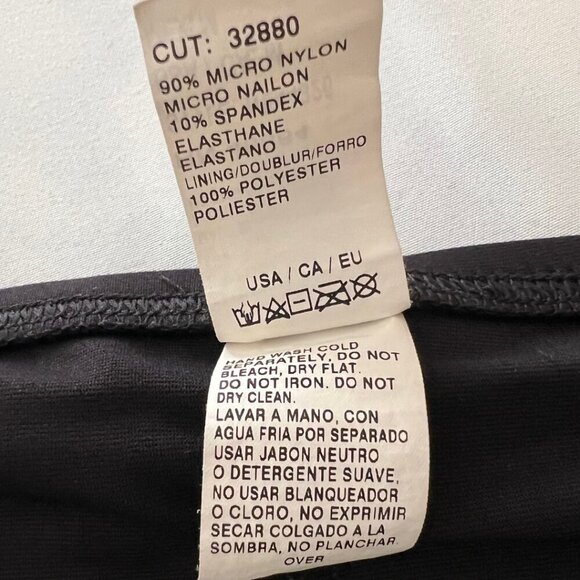 CUT: 32880
90% MICRO NYLON
MICRO NAILON
10% SPANDEX
ELASTHANE
ELASTANO
LINING/DOUBLUR/FORRO
100% POLYESTER
POLIESTER
USA / CA / EU
HAND WASH COLD
SEPARATELY, DO NOT
BLEACH, DRY FLAT.
DO NOT IRON. DO NOT
DRY CLEAN.
LAVAR A MANO, CON
AGUA FRIA POR SEPARADO
USAR JABON NEUTRO
O DETERGENTE SUAVE,
NO USAR BLANQUEADOR
O CLORO, NO EXPRIMIR
SECAR COLGADO A LA
SOMBRA, NO PLANCHAR
OVER